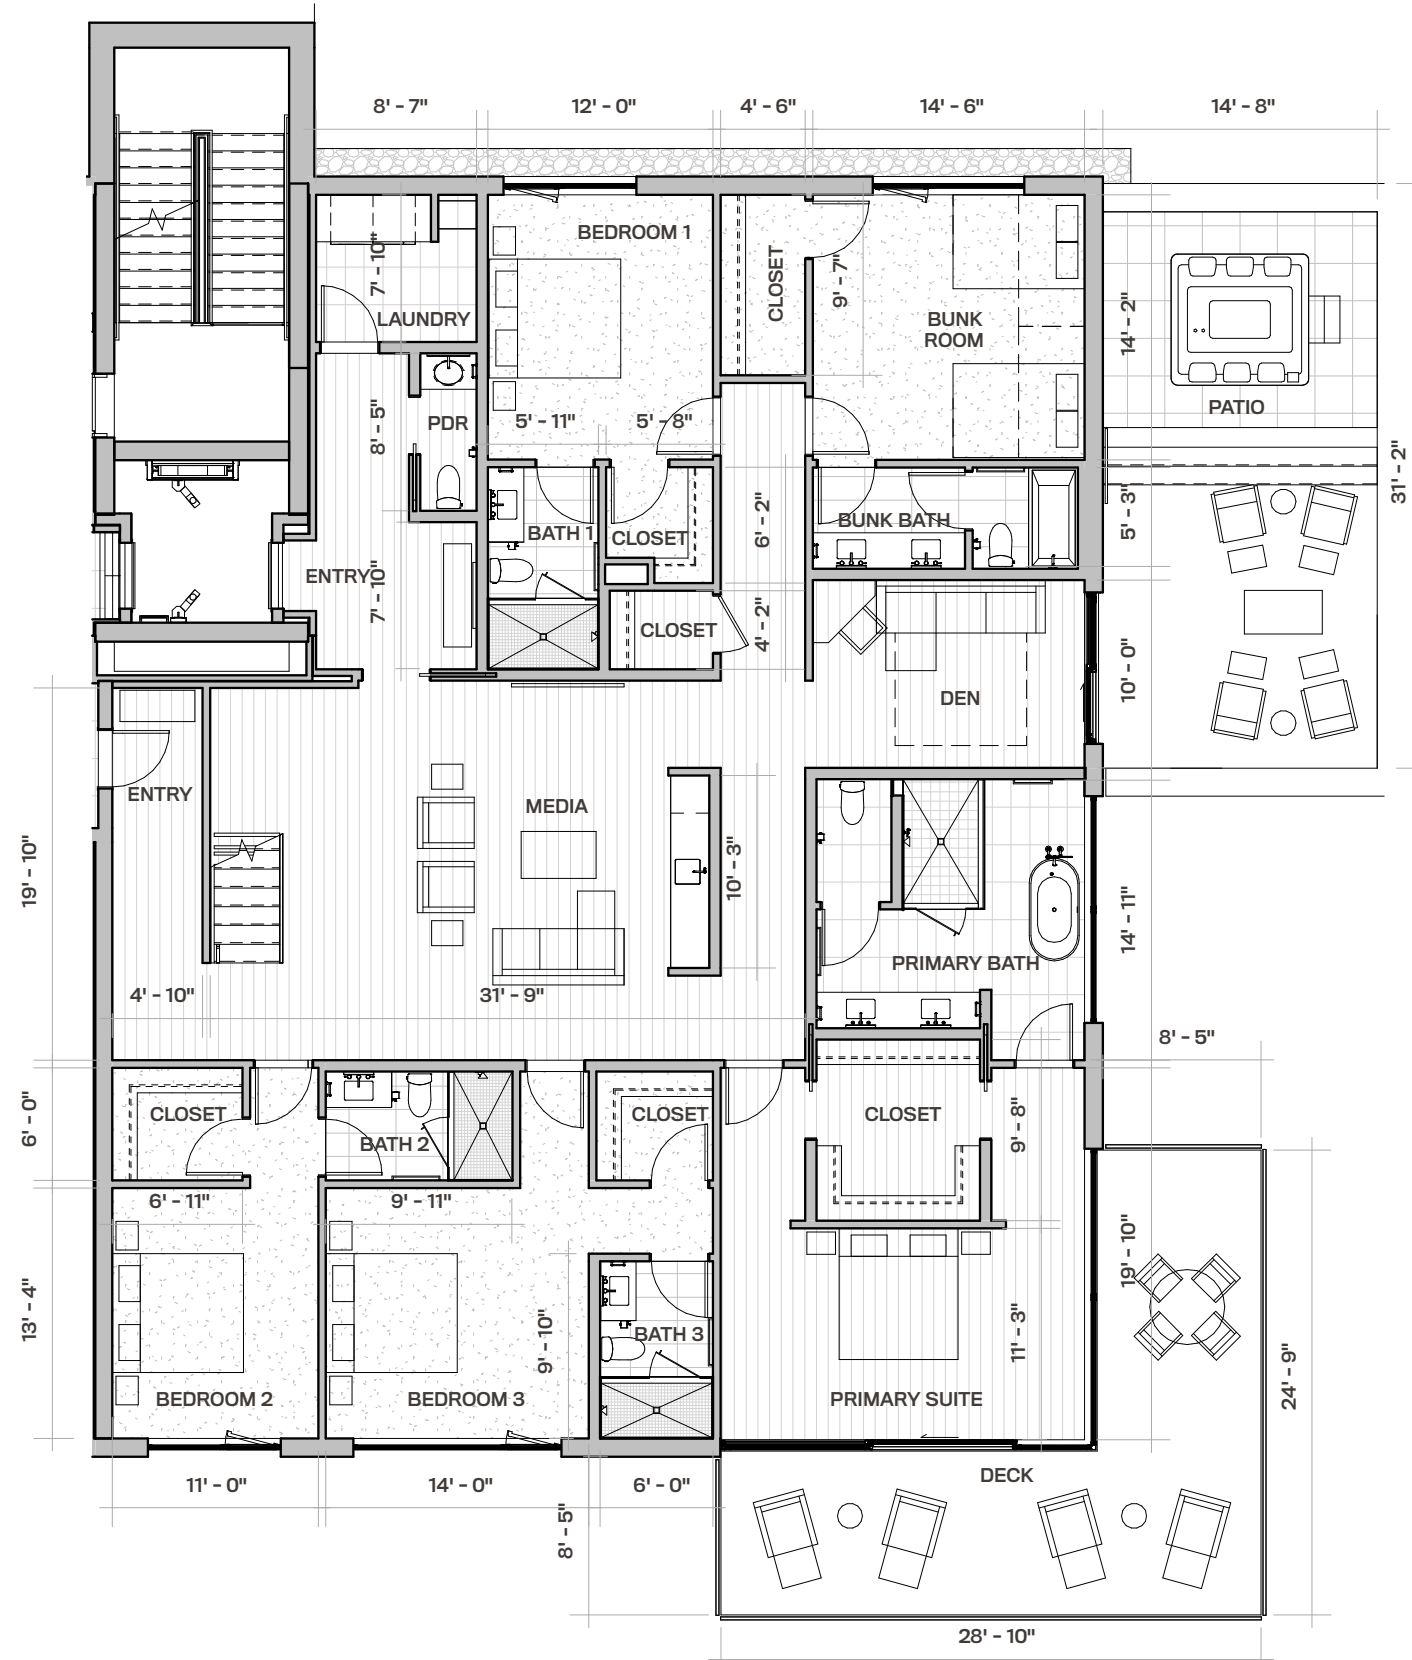 8' - 7"
12' - 0"
4' - 6"
14' - 6"
14' - 8"
BEDROOM 1
7' - 10"
CLOSET
9' - 7"
LAUNDRY
BUNK
ROOM
14' - 2"
PATIO
8' - 5"
PDR
5' - 11"
5' - 8"
31' - 2"
6' - 2"
BUNK BATH
5' - 3"
BATH 1
CLOSET
ENTRY
7' - 10"
CLOSET
4' - 2"
DEN
10' - 0"
ENTRY
MEDIA
19' - 10"
10' - 3"
14' - 11"
PRIMARY BATH
4' - 10"
31' - 9"
8' - 5"
6' - 0"
CLOSET
BATH 2
CLOSET
CLOSET
9' - 8"
6' - 11"
9' - 11"
19' - 10"
13' - 4"
9' - 10"
BATH 3
11' - 3"
24' - 9"
BEDROOM 2
BEDROOM 3
PRIMARY SUITE
DECK
11' - 0"
14' - 0"
6' - 0"
8' - 5"
28' - 10"